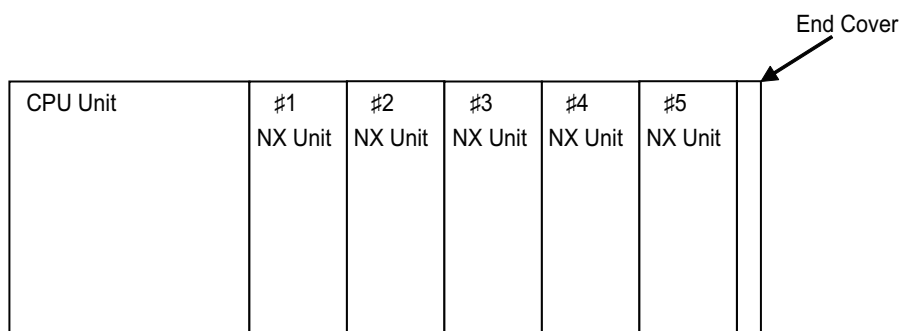 End Cover
CPU Unit
♯1
NX Unit
♯2
NX Unit
♯3
NX Unit
♯4
NX Unit
♯5
NX Unit